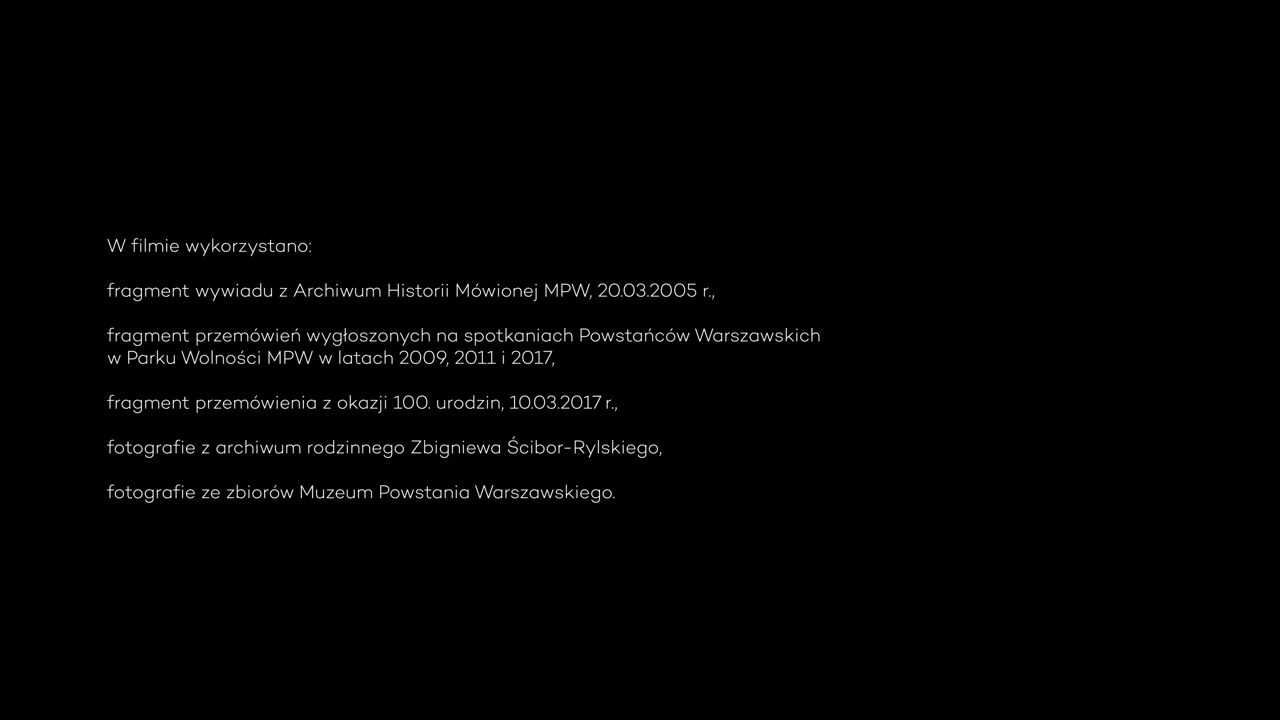 W filmie wykorzystano:
fragment wywiadu z Archiwum Historii Mówionej MPW, 20.03.2005 r.,
fragment przemówień wygłoszonych na spotkaniach Powstańców Warszawskich
w Parku Wolności MPW w latach 2009, 2011 i 2017,
fragment przemówienia z okazji 100. urodzin, 10.03.2017 r.,
fotografie z archiwum rodzinnego Zbigniewa Ścibor-Rylskiego,
fotografie ze zbiorów Muzeum Powstania Warszawskiego.